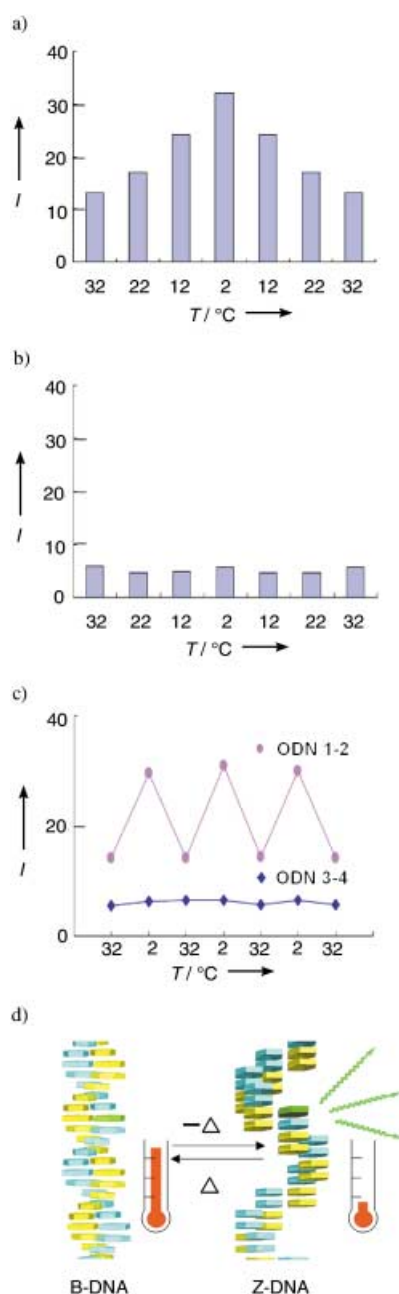 a)
40
30
20
10
0
I
32 22 12 2 12 22 32
T / °C
b)
40
30
20
10
0
I
32 22 12 2 12 22 32
T / °C
c)
40
20
0
I
ODN 1-2
ODN 3-4
32 2 32 2 32 2 32
T / °C
d)
–Δ
Δ
B-DNA Z-DNA